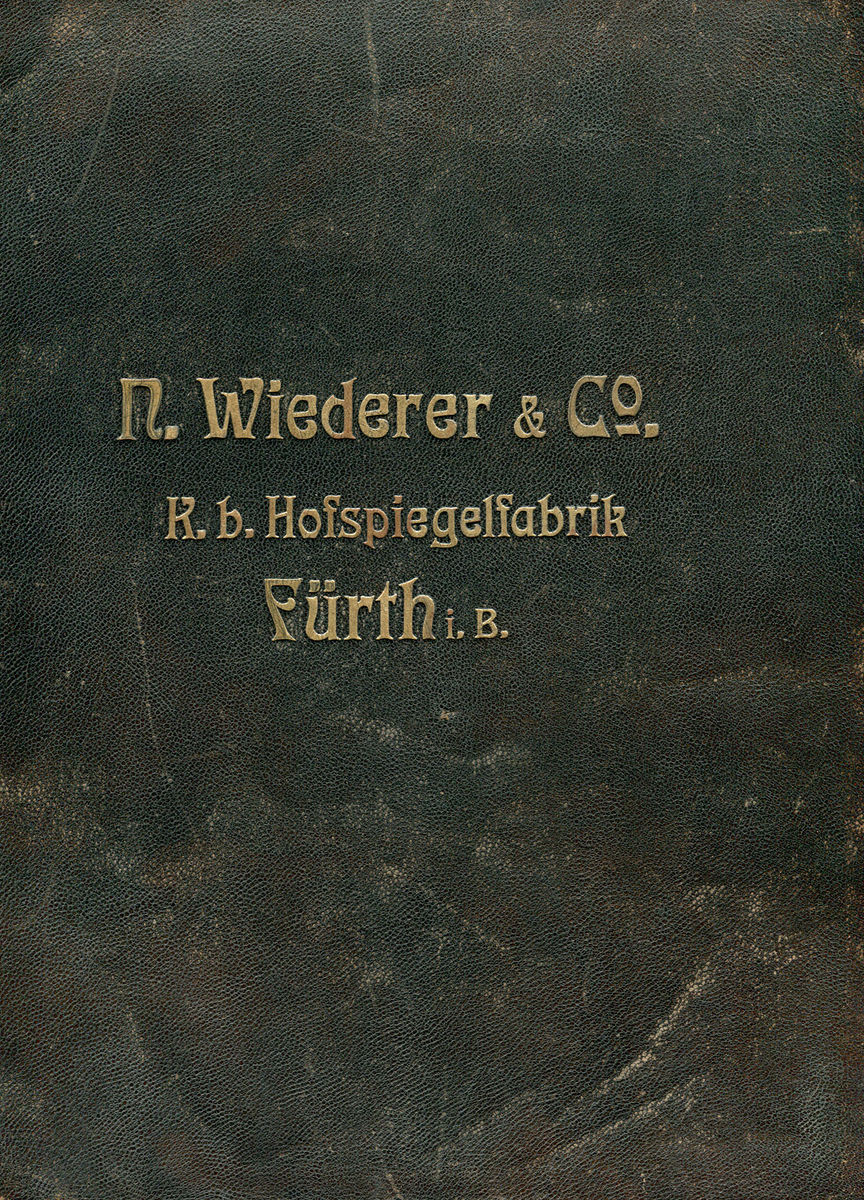 N. Wiederer & Co.
K. b. Hofspiegelfabrik
Fürth i. B.